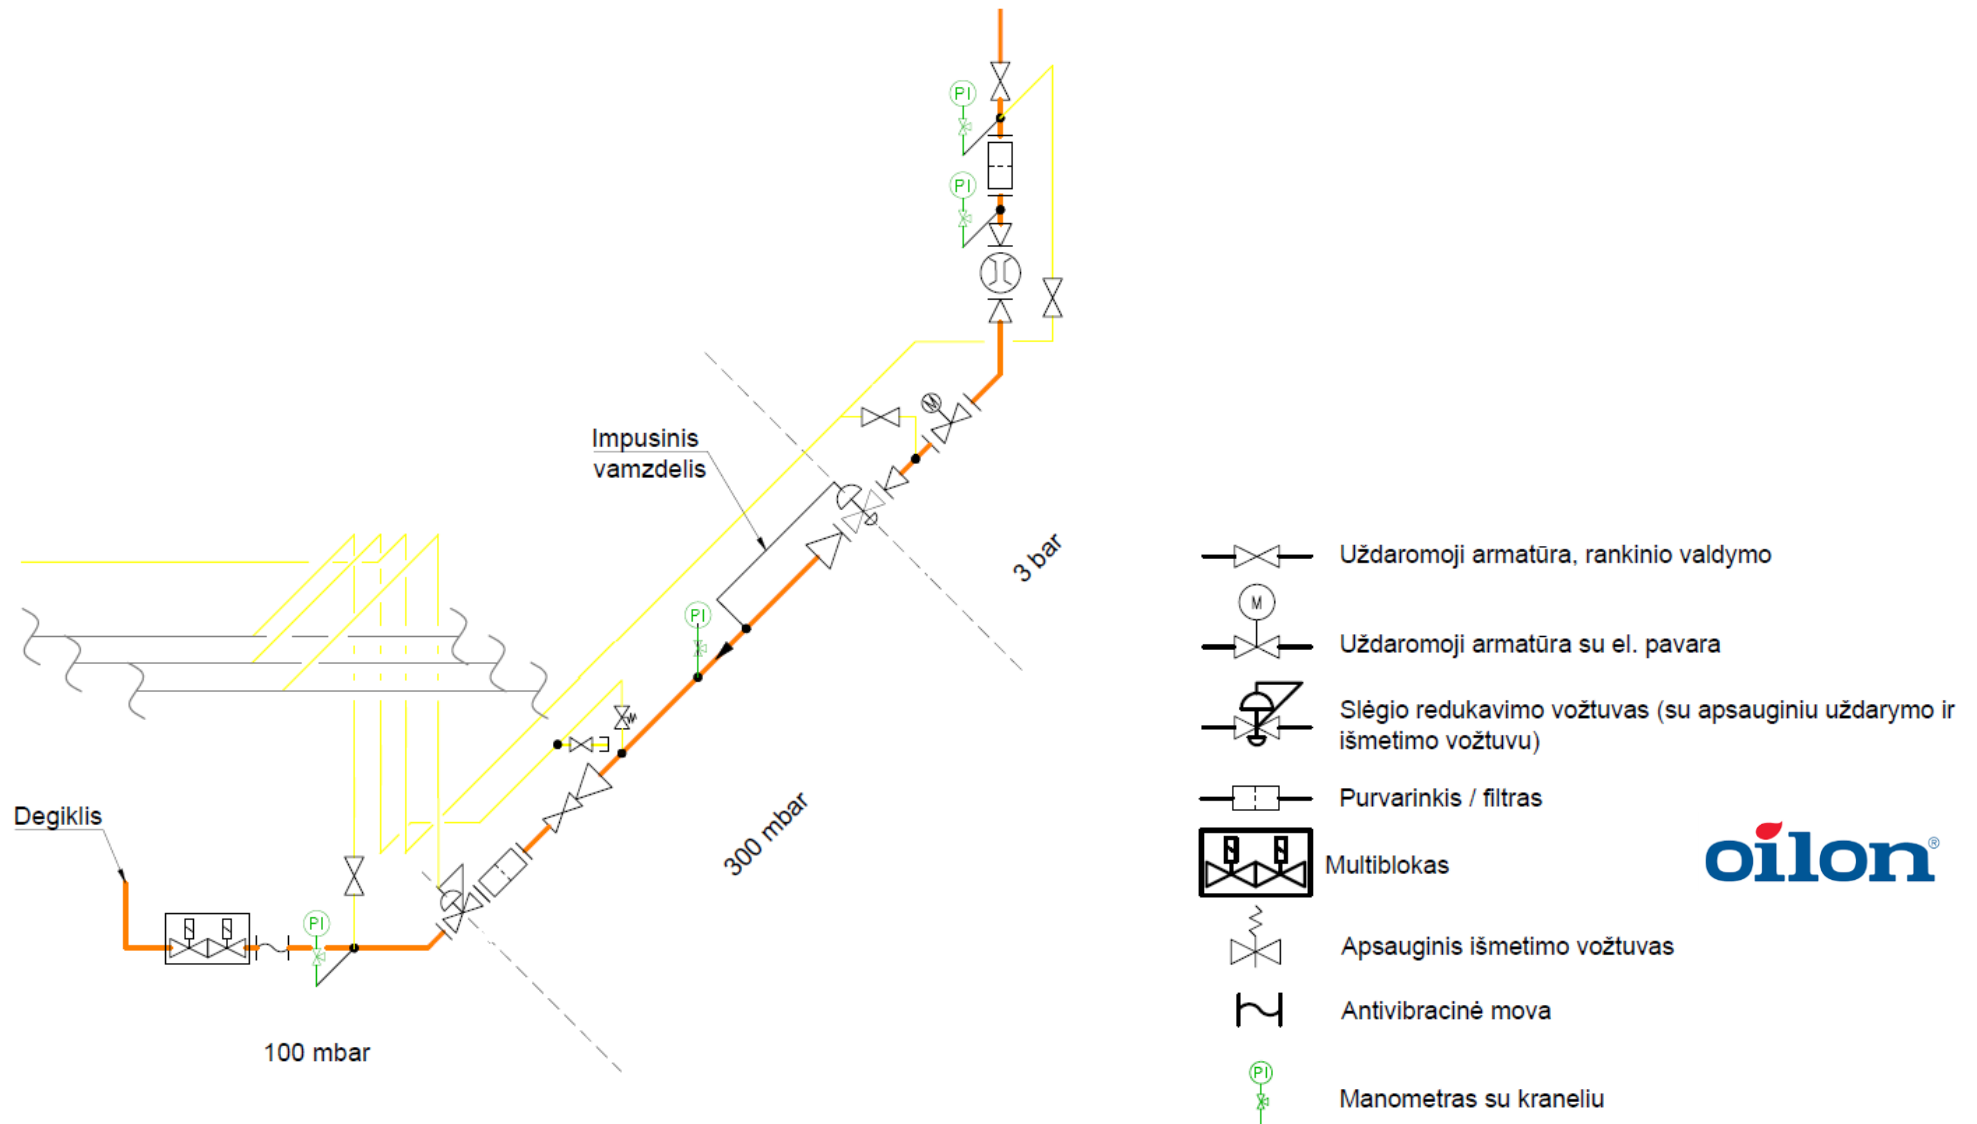 PI
PI
M
Impusinis
vamzdelis
3 bar
PI
300 mbar
Degiklis
PI
100 mbar
Uždaromoji armatūra, rankinio valdymo
M
Uždaromoji armatūra su el. pavara
Slėgio redukavimo vožtuvas (su apsauginiu uždarymo ir
išmetimo vožtuvu)
Purvarinkis / filtras
Multiblokas
oilon®
Apsauginis išmetimo vožtuvas
Antivibracinė mova
PI
Manometras su kraneliu